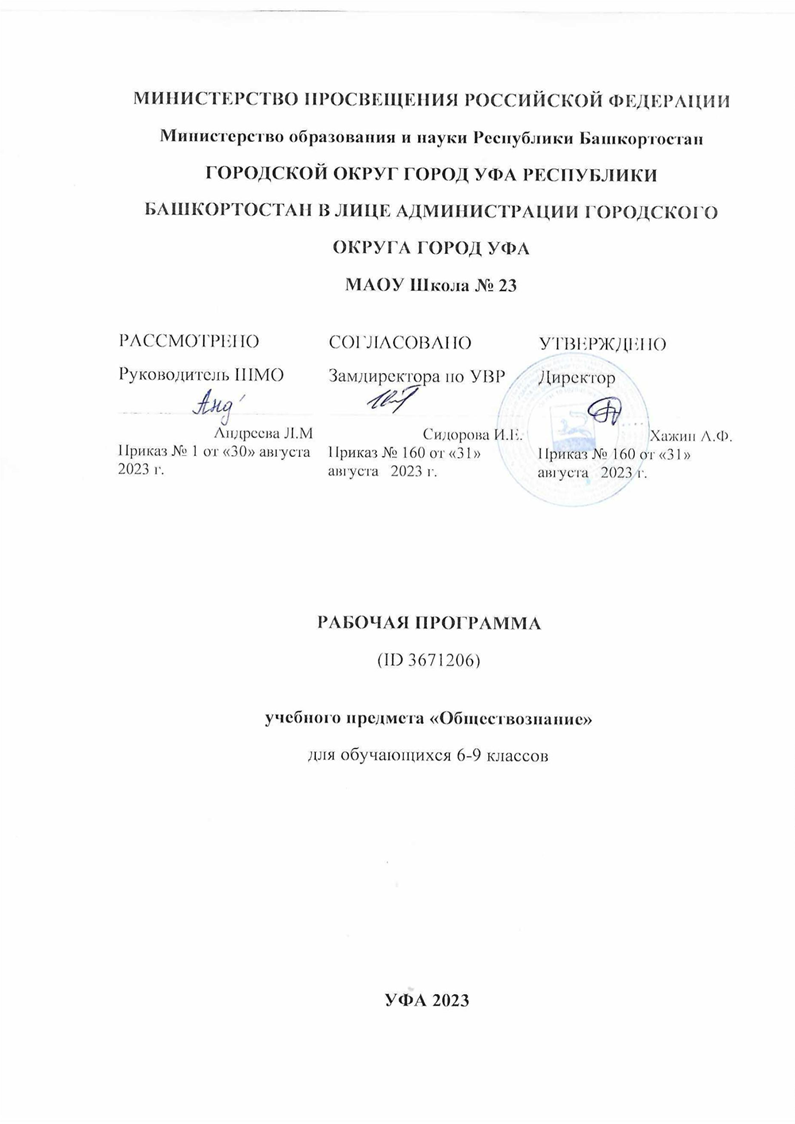 МИНИСТЕРСТВО ПРОСВЕЩЕНИЯ РОССИЙСКОЙ ФЕДЕРАЦИИ
Министерство образования и науки Республики Башкортостан
ГОРОДСКОЙ ОКРУГ ГОРОД УФА РЕСПУБЛИКИ
БАШКОРТОСТАН В ЛИЦЕ АДМИНИСТРАЦИИ ГОРОДСКОГО
ОКРУГА ГОРОД УФА
МАОУ Школа № 23
РАССМОТРЕНО
Руководитель ШМО
Андреева Л.М
Приказ № 1 от «30» августа
2023 г.
СОГЛАСОВАНО
Замдиректора по УВР
Сидорова И.Е.
Приказ № 160 от «31»
августа 2023 г.
УТВЕРЖДЕНО
Директор
Хажин А.Ф.
Приказ № 160 от «31»
августа 2023 г.
РАБОЧАЯ ПРОГРАММА
(ID 3671206)
учебного предмета «Обществознание»
для обучающихся 6-9 классов
УФА 2023